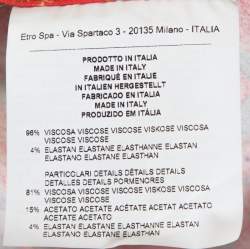 Etro Spa - Via Spartaco 3 - 20135 Milano - ITALIA
PRODOTTO IN ITALIA
MADE IN ITALY
FABRIQUÉ EN ITALIE
IN ITALIEN HERGESTELLT
FABRICADO EN ITALIA
MADE IN ITALY
PRODUZIDO EM ITÁLIA
96% VISCOSA VISCOSE VISCOSE VISKOSE VISCOSA
VISCOSE VISCOSE
4% ELASTAN ELASTANE ELASTHANNE ELASTAN
ELASTANO ELASTANE ELASTHAN
PARTICOLARI DETAILS DÉTAILS DETAILS
DETALLES DETAILS PORMENORES
81% VISCOSA VISCOSE VISCOSE VISKOSE VISCOSA
VISCOSE VISCOSE
15% ACETATO ACETATE ACÉTATE ACETAT ACETATO
ACETATE ACETATO
4% ELASTAN ELASTANE ELASTHANNE ELASTAN
ELASTANO ELASTANE ELASTHAN